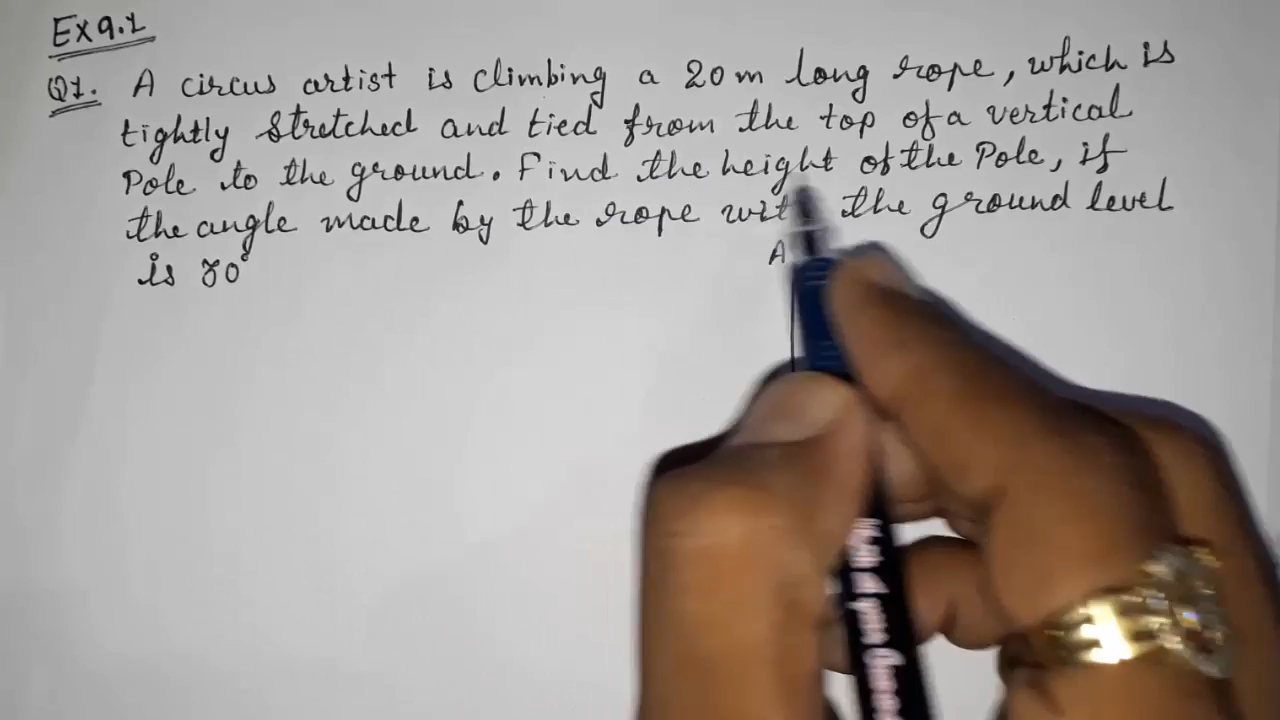 Ex 9.1
Q1. A circus artist is climbing a 20 m long rope, which is
tightly stretched and tied from the top of a vertical
Pole to the ground. Find the height of the Pole, if
the angle made by the rope with the ground level
is 30°
A